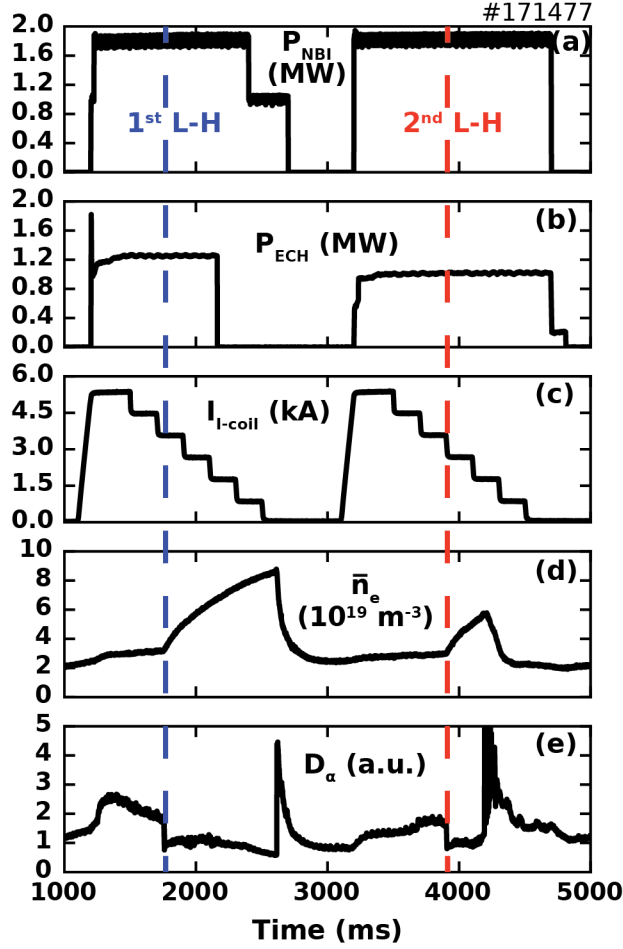 #171477
2.0
1.6
1.2
0.8
0.4
0.0
P_NBI
(MW)
(a)
1st L-H
2nd L-H
2.0
1.6
1.2
0.8
0.4
0.0
P_ECH (MW)
(b)
6.0
4.5
3.0
1.5
0.0
I_I-coil (kA)
(c)
10
8
6
4
2
0
n̄_e
(10¹⁹ m⁻³)
(d)
5
4
3
2
1
0
D_α (a.u.)
(e)
1000 2000 3000 4000 5000
Time (ms)